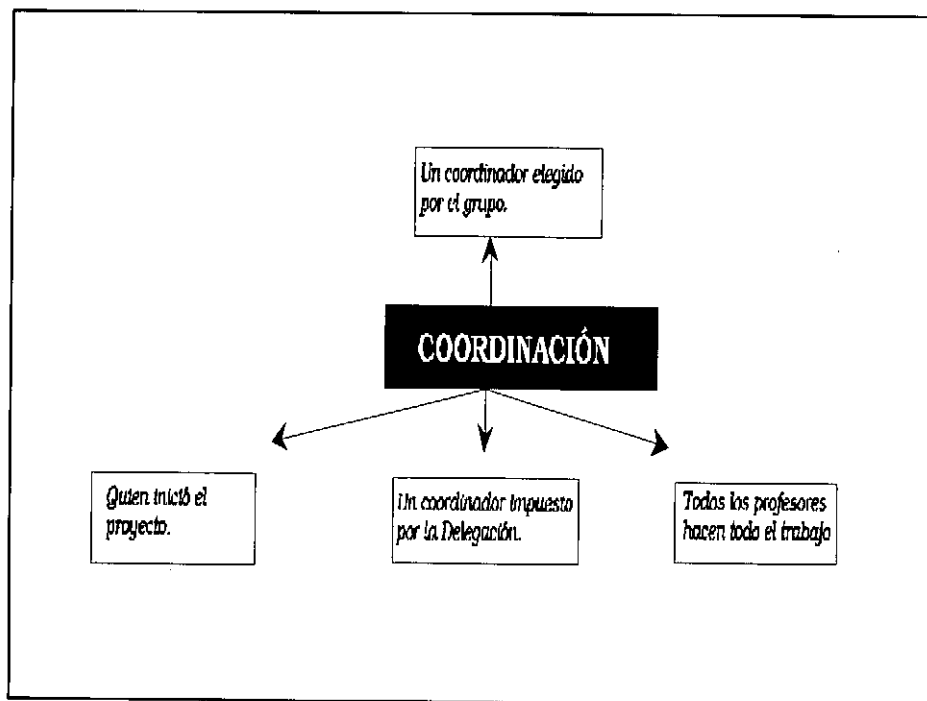 Un coordinador elegido
por el grupo.
COORDINACIÓN
Quien inició el
proyecto.
Un coordinador impuesto
por la Delegación.
Todos los profesores
hacen todo el trabajo